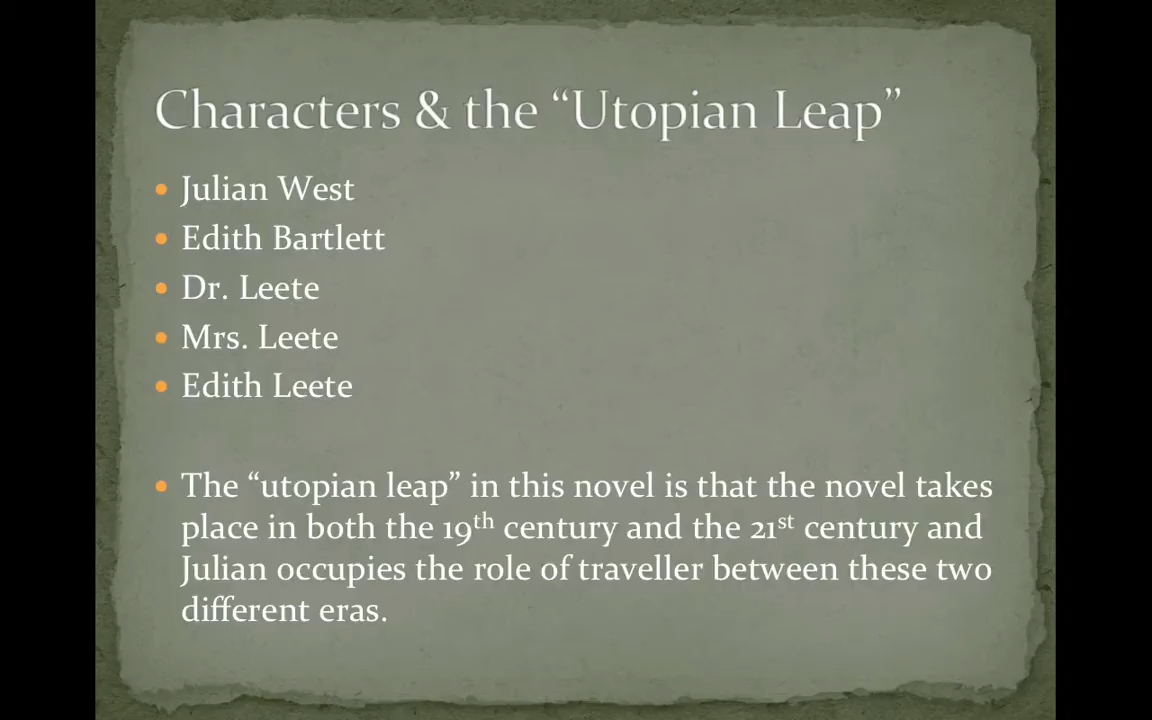 Characters & the “Utopian Leap”
• Julian West
• Edith Bartlett
• Dr. Leete
• Mrs. Leete
• Edith Leete
• The “utopian leap” in this novel is that the novel takes
place in both the 19th century and the 21st century and
Julian occupies the role of traveller between these two
different eras.